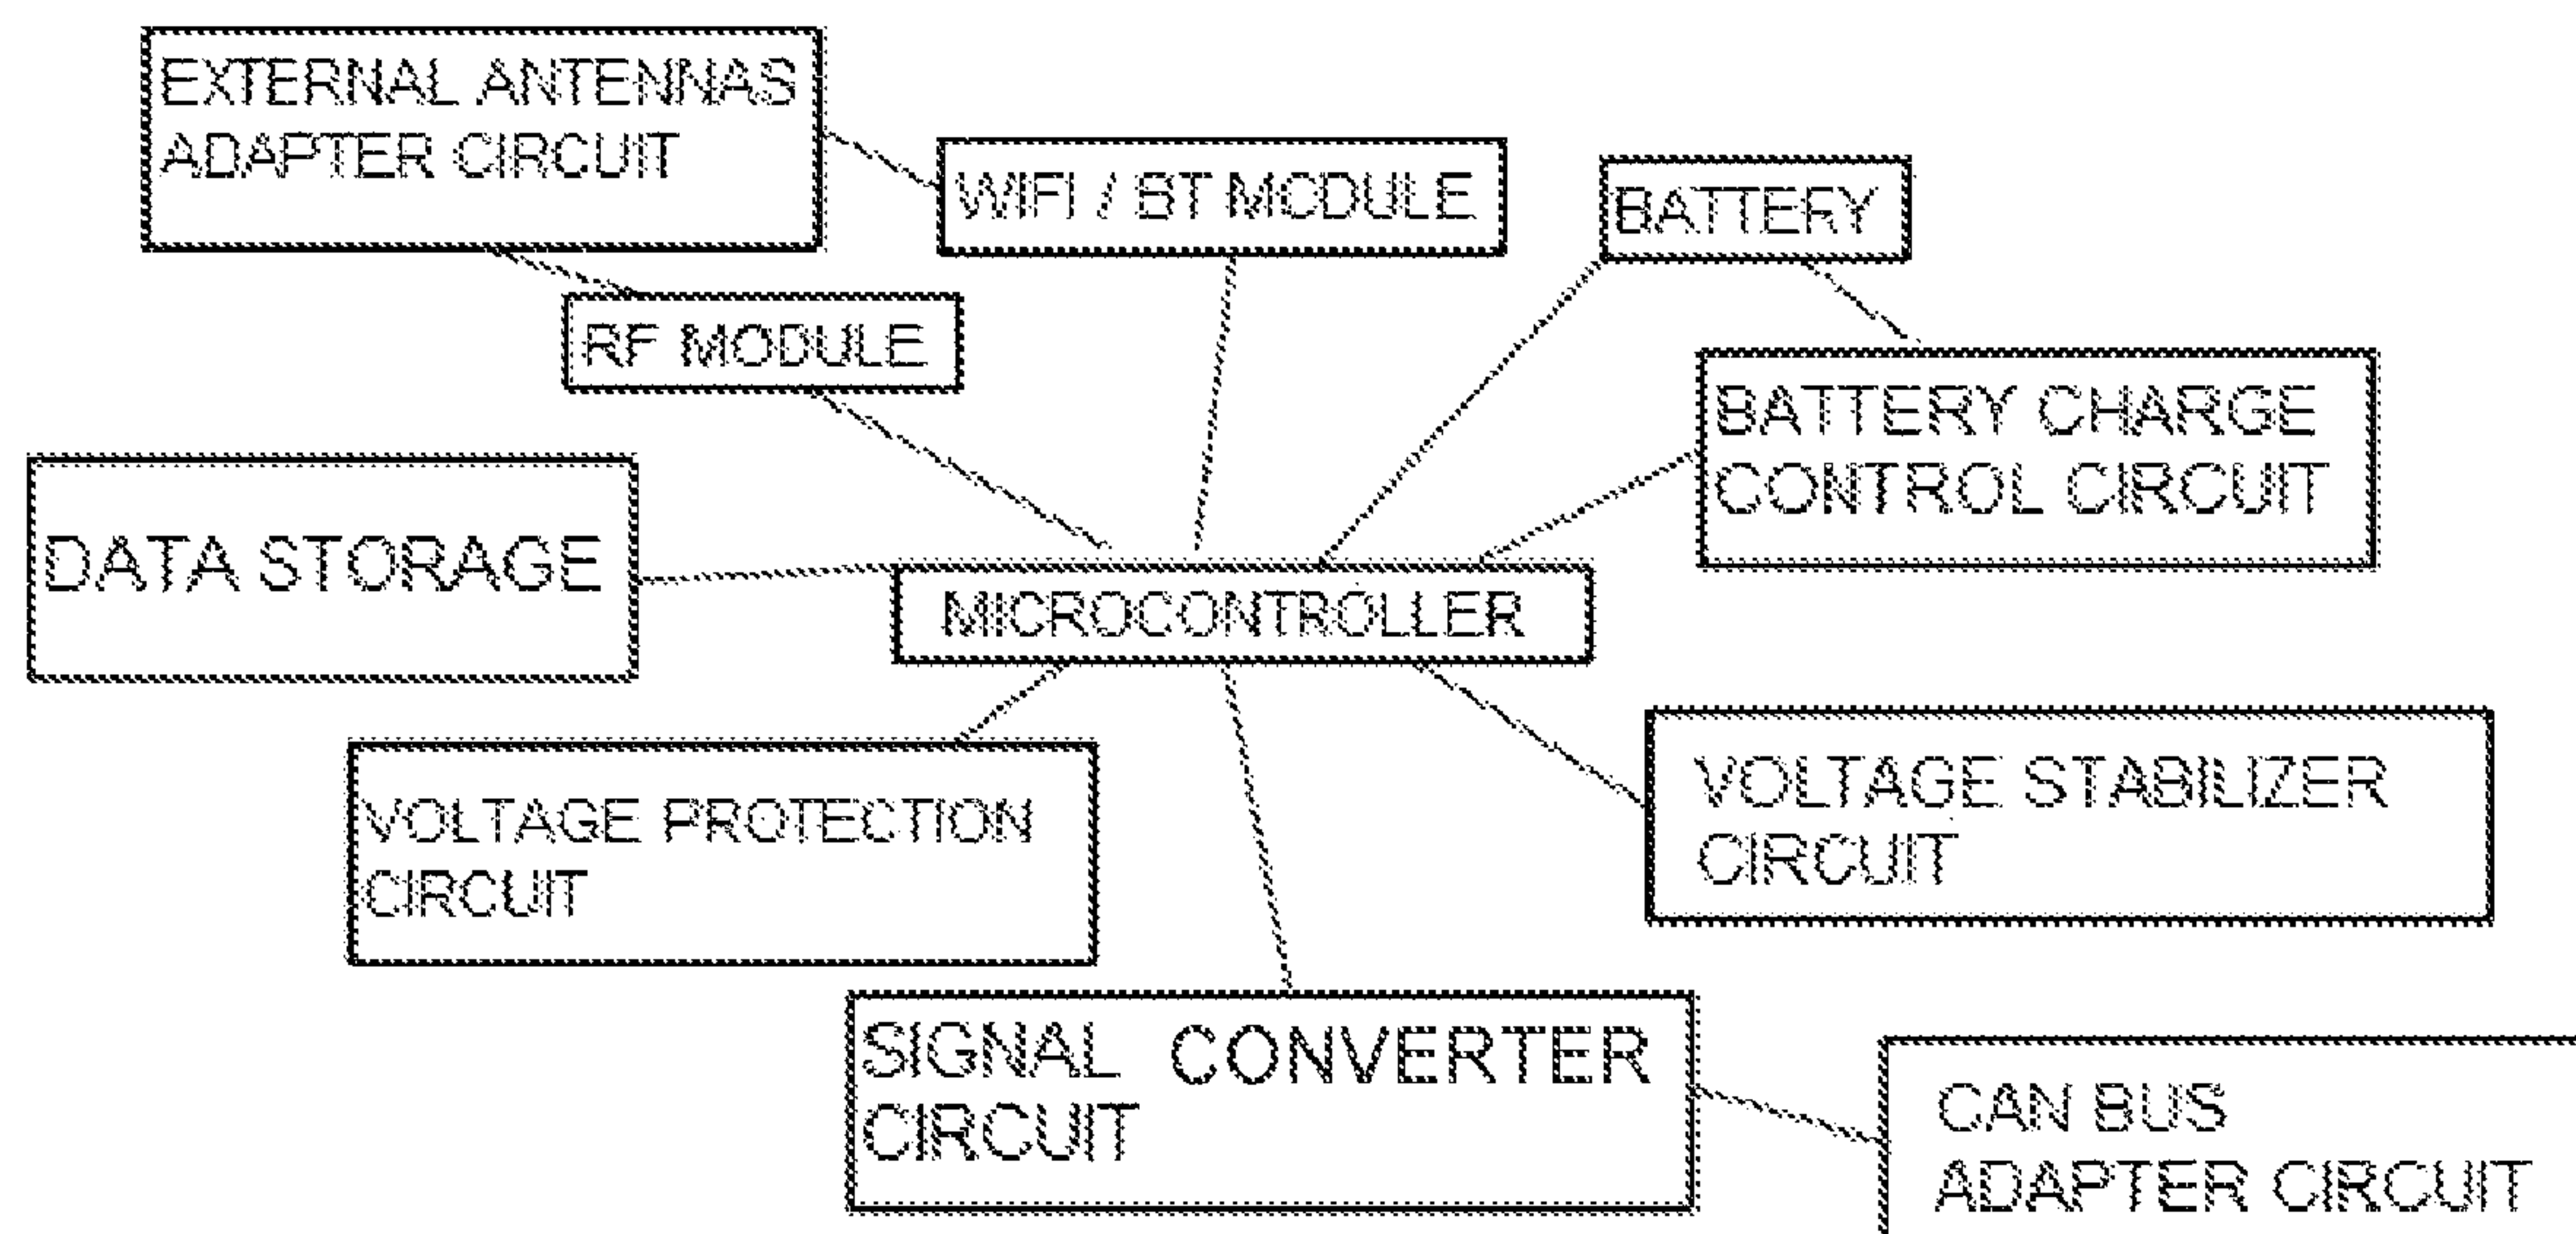 EXTERNAL ANTENNAS
ADAPTER CIRCUIT
WIFI / BT MODULE
BATTERY
RF MODULE
BATTERY CHARGE
CONTROL CIRCUIT
DATA STORAGE
MICROCONTROLLER
VOLTAGE PROTECTION
CIRCUIT
VOLTAGE STABILIZER
CIRCUIT
SIGNAL CONVERTER
CIRCUIT
CAN BUS
ADAPTER CIRCUIT